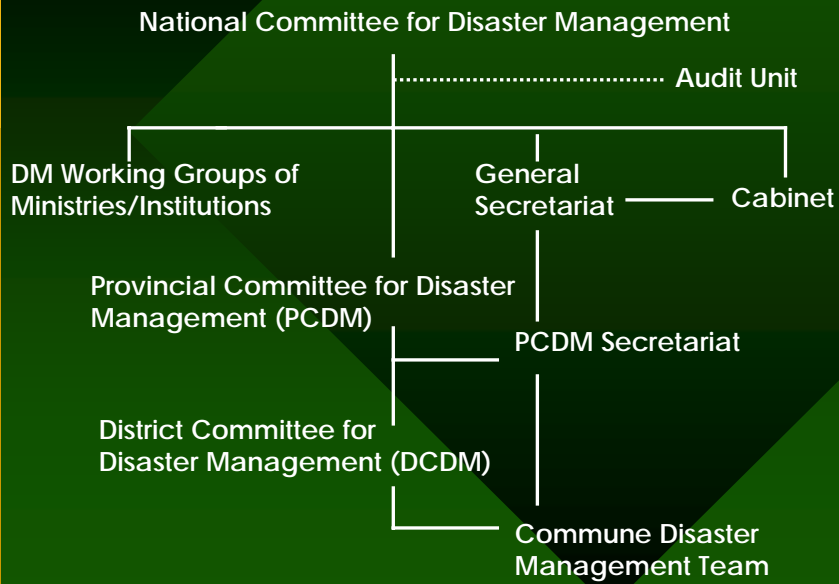 National Committee for Disaster Management
Audit Unit
DM Working Groups of
Ministries/Institutions
General
Secretariat
Cabinet
Provincial Committee for Disaster
Management (PCDM)
PCDM Secretariat
District Committee for
Disaster Management (DCDM)
Commune Disaster
Management Team